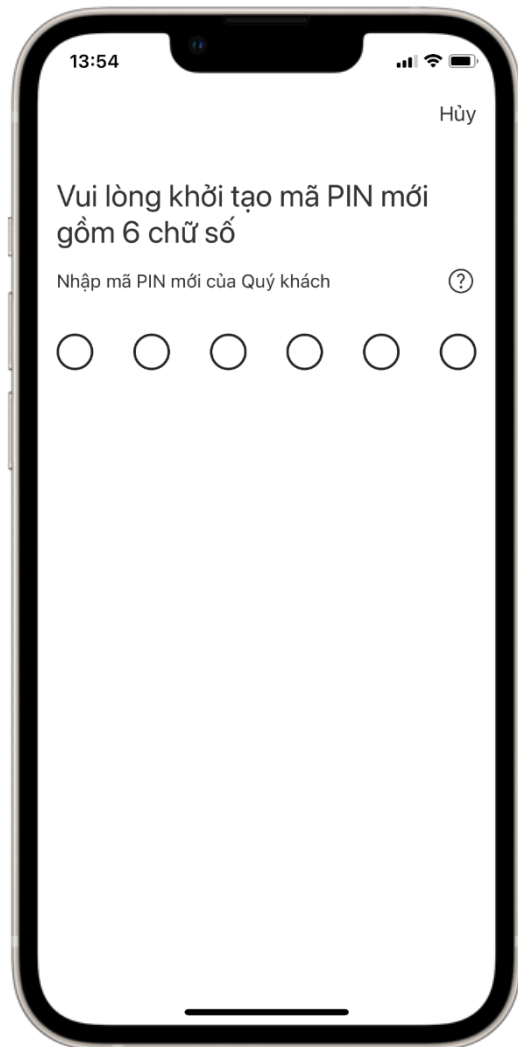 13:54
Hủy
Vui lòng khởi tạo mã PIN mới
gồm 6 chữ số
Nhập mã PIN mới của Quý khách
?